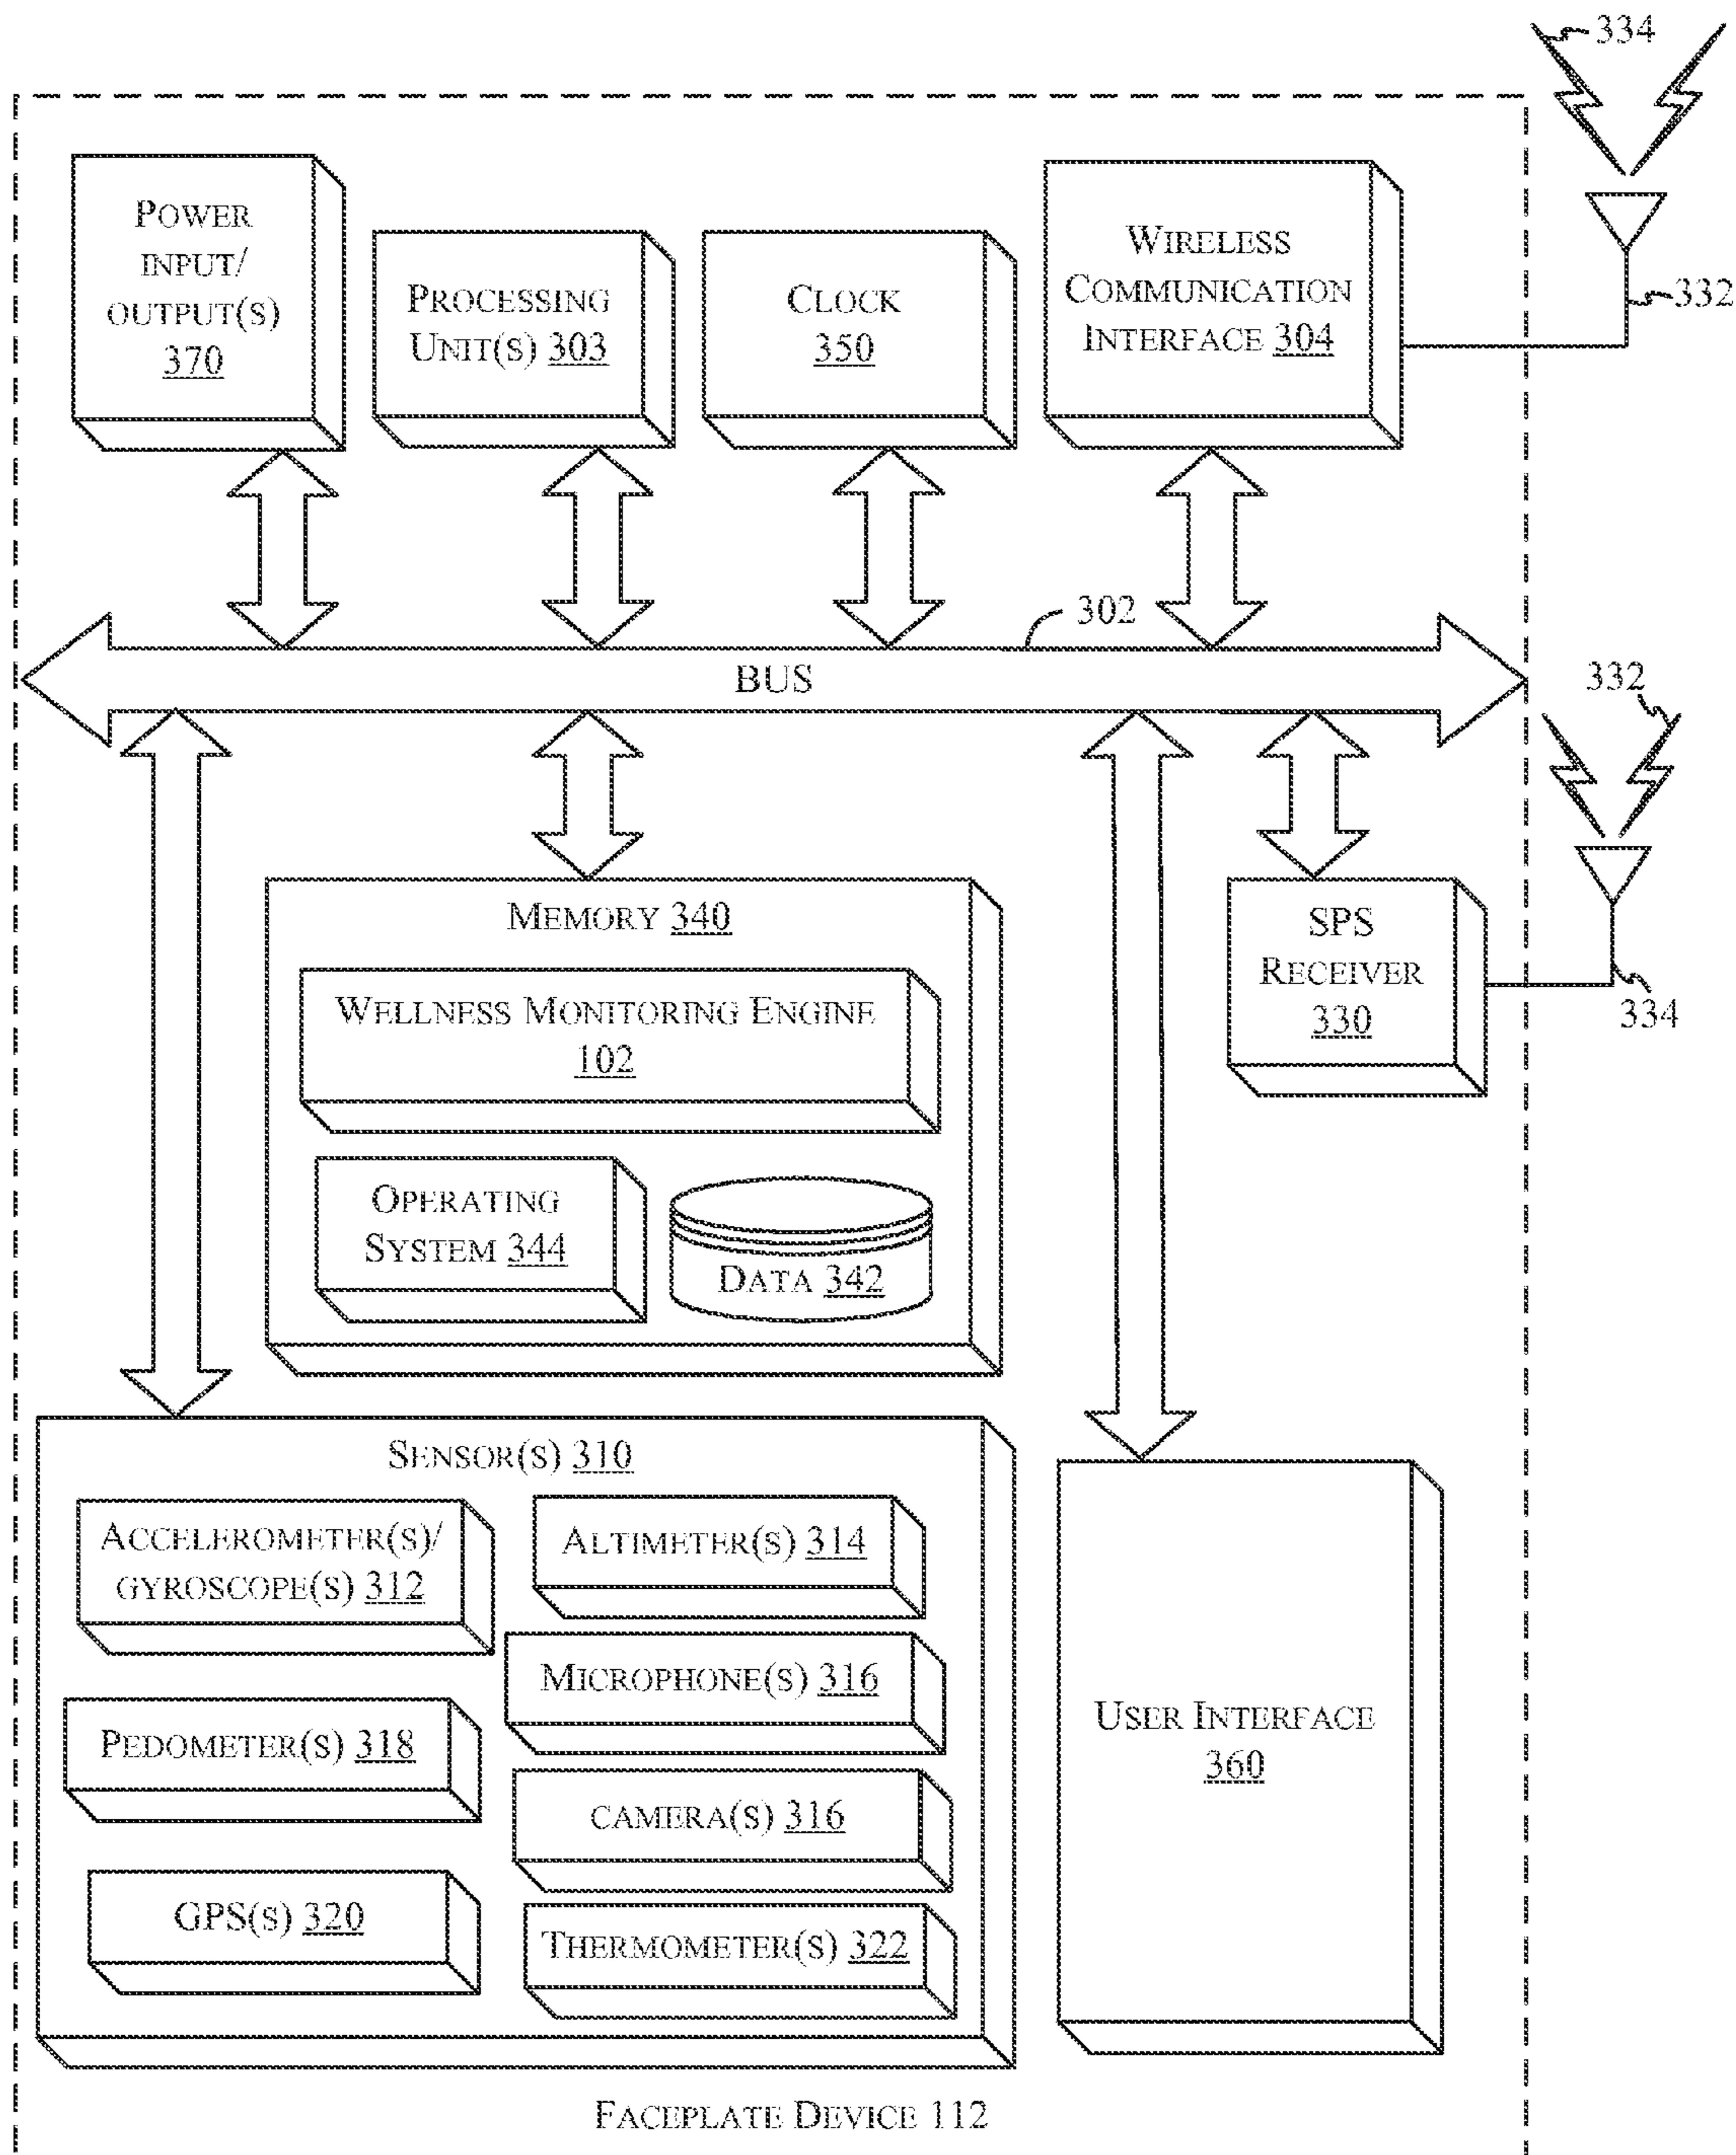 334
POWER
INPUT/
OUTPUT(S)
370
PROCESSING
UNIT(S) 303
CLOCK
350
WIRELESS
COMMUNICATION
INTERFACE 304
332
302
BUS
332
MEMORY 340
WELLNESS MONITORING ENGINE
102
OPERATING
SYSTEM 344
DATA 342
SPS
RECEIVER
330
334
SENSOR(S) 310
ACCELEROMETER(S)/
GYROSCOPE(S) 312
ALTIMETER(S) 314
MICROPHONE(S) 316
PEDOMETER(S) 318
CAMERA(S) 316
GPS(S) 320
THERMOMETER(S) 322
USER INTERFACE
360
FACEPLATE DEVICE 112